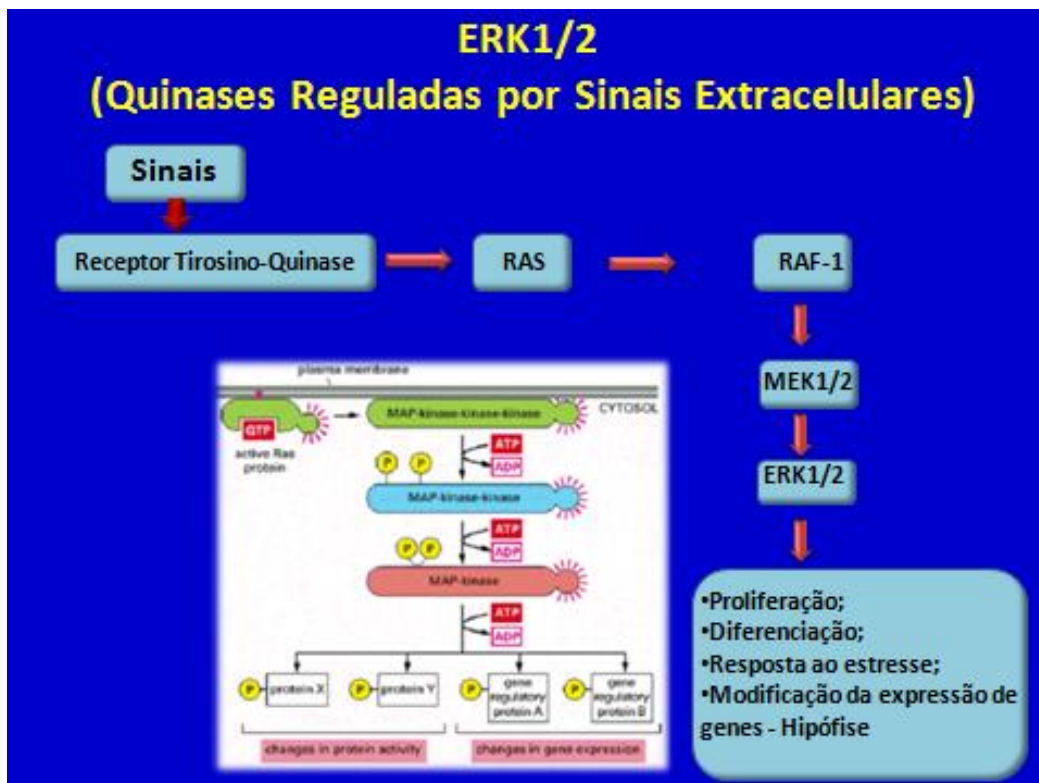 ERK1/2
(Quinases Reguladas por Sinais Extracelulares)
Sinais
Receptor Tirosino-Quinase
RAS
RAF-1
MEK1/2
ERK1/2
•Proliferação;
•Diferenciação;
•Resposta ao estresse;
•Modificação da expressão de
genes - Hipófise
plasma membrane
CYTOSOL
GTP
active Ras
protein
MAP-kinase-kinase-kinase
ATP
ADP
P P
MAP-kinase-kinase
ATP
ADP
P P
MAP-kinase
ATP
ADP
P protein X
P protein Y
P gene
regulatory
protein A
P gene
regulatory
protein B
changes in protein activity
changes in gene expression